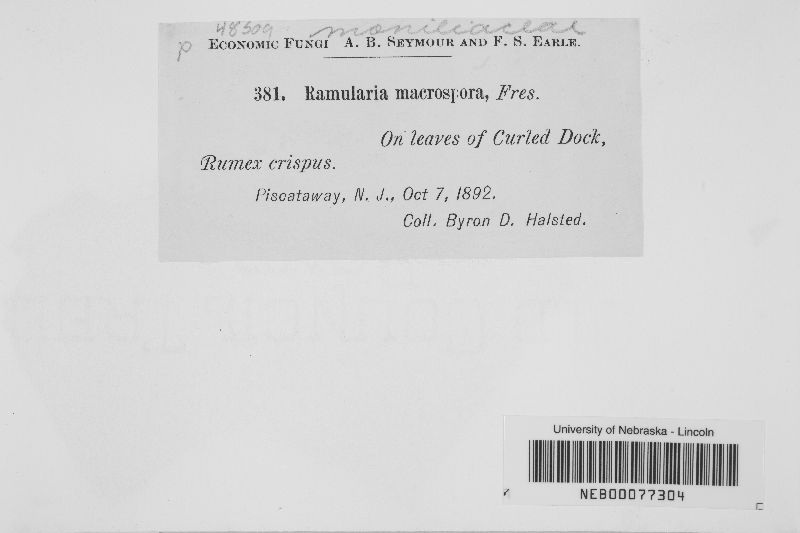 48509 moniliaceae
p Economic Fungi A. B. Seymour and F. S. Earle.
381. Ramularia macrospora, Fres.
On leaves of Curled Dock,
Rumex crispus.
Piscataway, N. J., Oct 7, 1892.
Coll. Byron D. Halsted.
University of Nebraska - Lincoln
NEB00077304